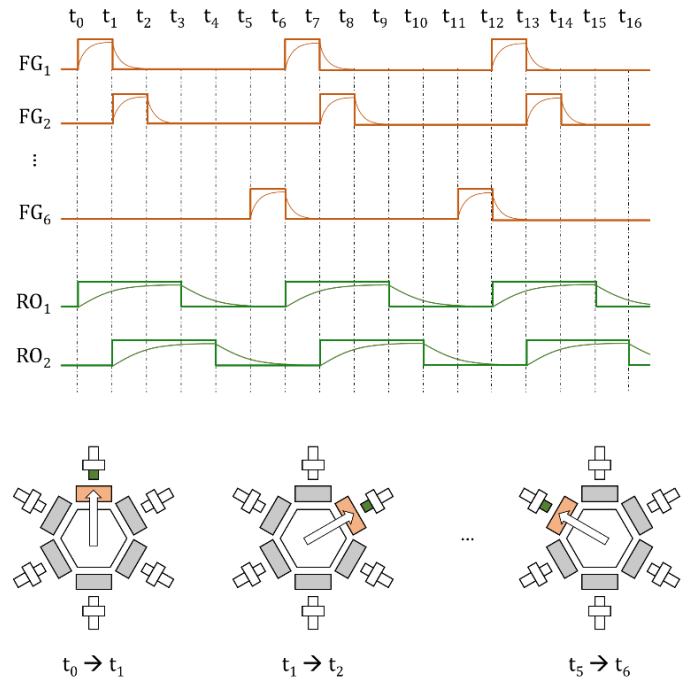 t₀ t₁ t₂ t₃ t₄ t₅ t₆ t₇ t₈ t₉ t₁₀ t₁₁ t₁₂ t₁₃ t₁₄ t₁₅ t₁₆
FG₁
FG₂
⋮
FG₆
RO₁
RO₂
...
t₀ → t₁ t₁ → t₂ t₅ → t₆